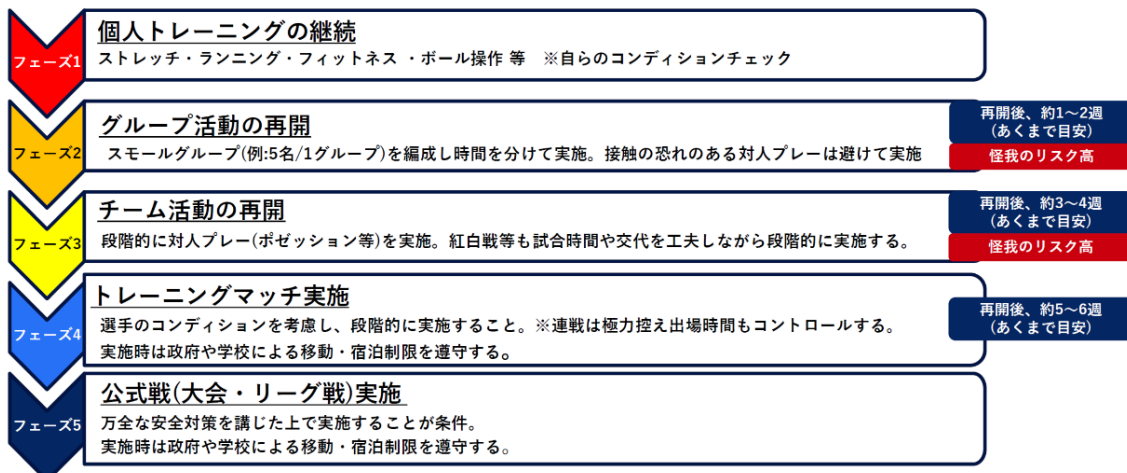 フェーズ1
個人トレーニングの継続
ストレッチ・ランニング・フィットネス ・ボール操作 等　※自らのコンディションチェック
フェーズ2
グループ活動の再開
スモールグループ(例:5名/1グループ)を編成し時間を分けて実施。接触の恐れのある対人プレーは避けて実施
再開後、約1～2週
(あくまで目安)
怪我のリスク高
フェーズ3
チーム活動の再開
段階的に対人プレー(ポゼッション等)を実施。紅白戦等も試合時間や交代を工夫しながら段階的に実施する。
再開後、約3～4週
(あくまで目安)
怪我のリスク高
フェーズ4
トレーニングマッチ実施
選手のコンディションを考慮し、段階的に実施すること。※連戦は極力控え出場時間もコントロールする。
実施時は政府や学校による移動・宿泊制限を遵守する。
再開後、約5～6週
(あくまで目安)
フェーズ5
公式戦(大会・リーグ戦)実施
万全な安全対策を講じた上で実施することが条件。
実施時は政府や学校による移動・宿泊制限を遵守する。